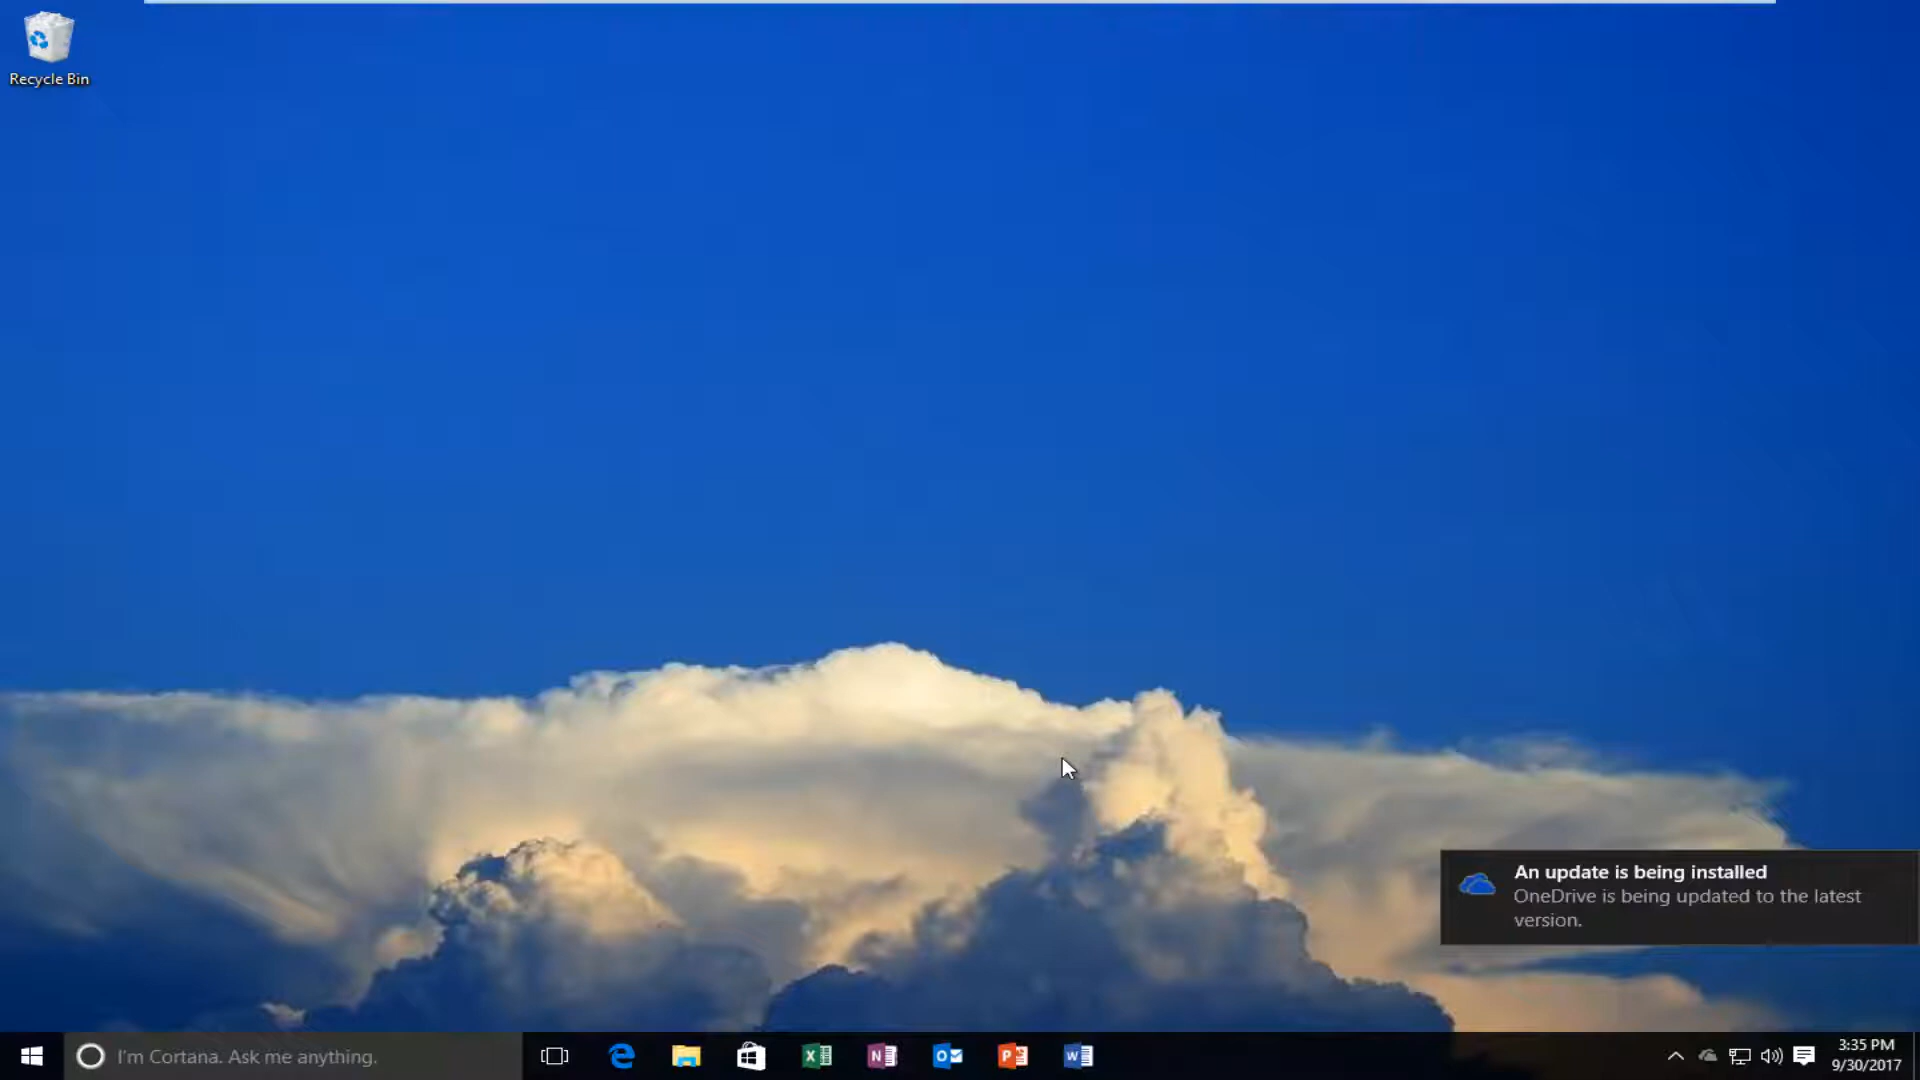 Recycle Bin
An update is being installed
OneDrive is being updated to the latest
version.
I'm Cortana. Ask me anything.
3:35 PM
9/30/2017